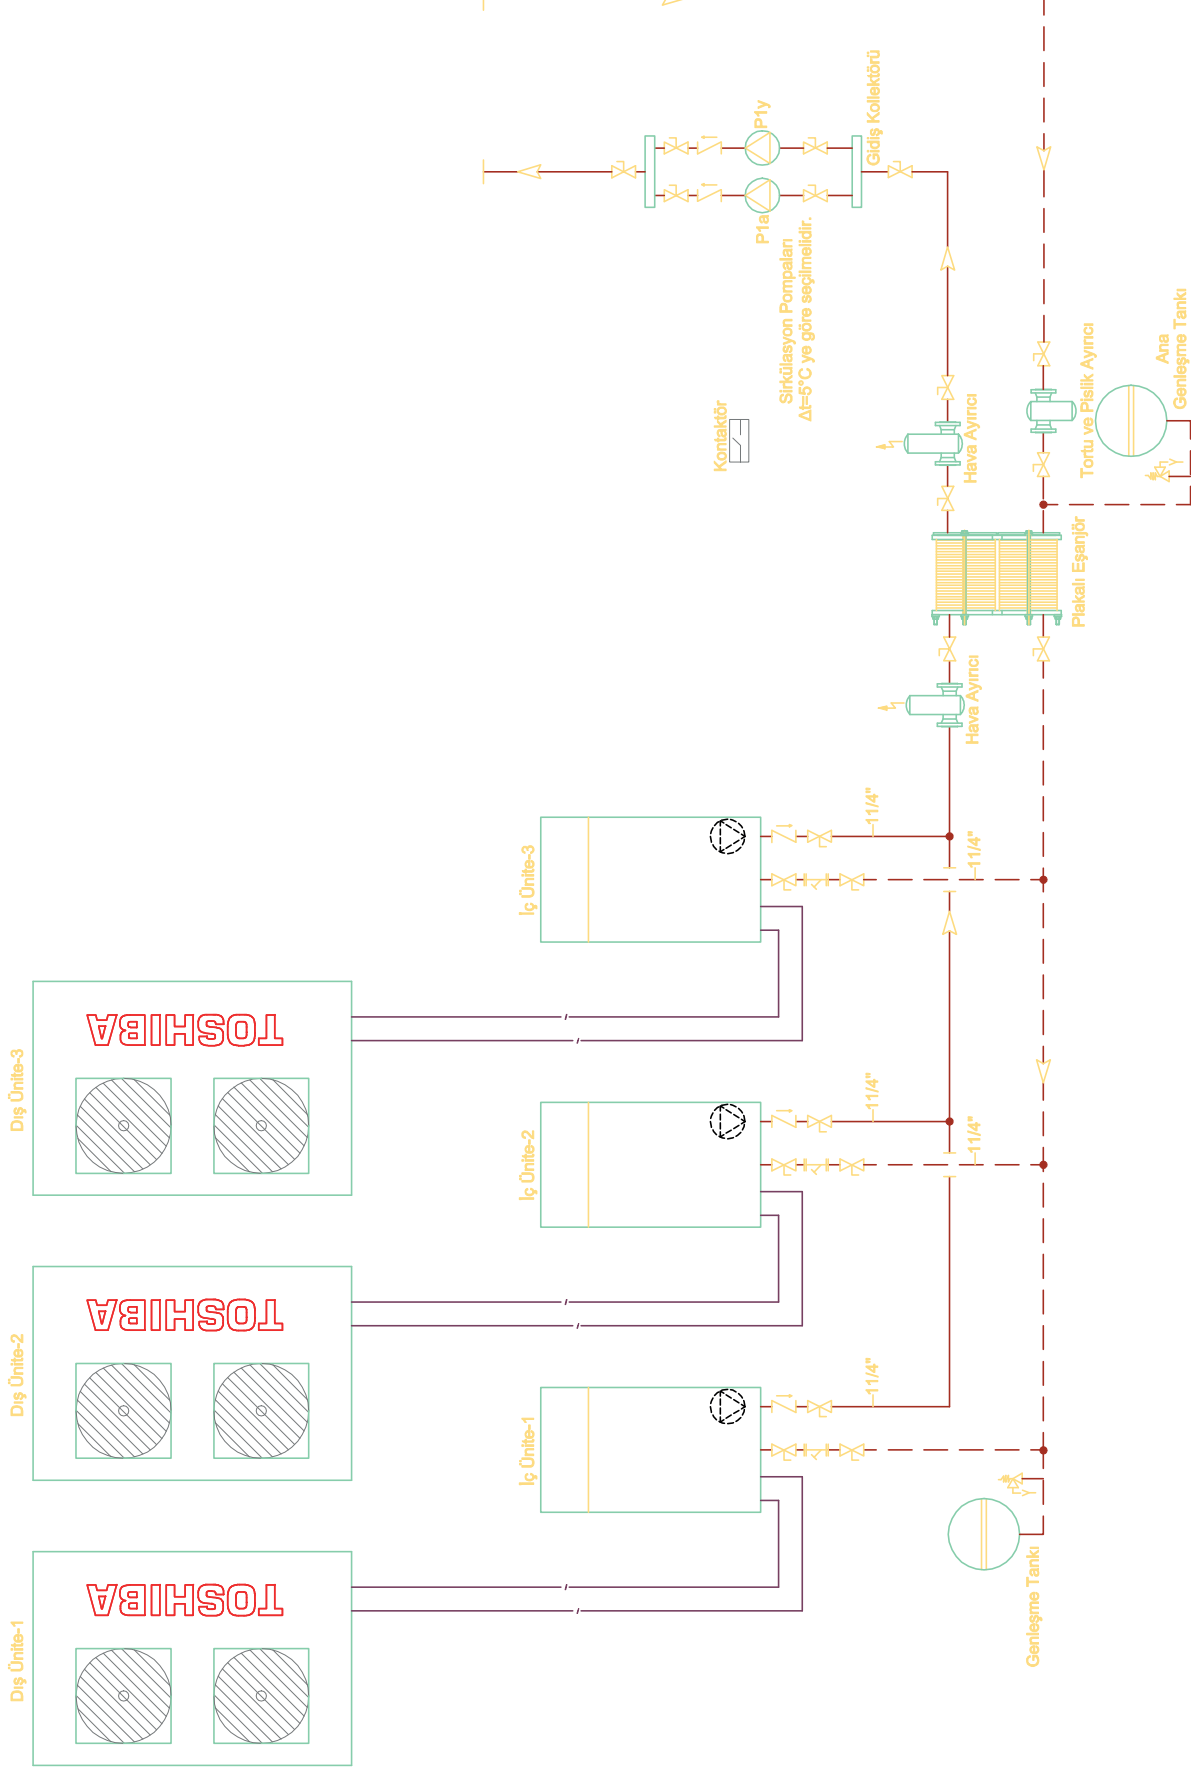 Dış Ünite-1
TOSHIBA
Dış Ünite-2
TOSHIBA
Dış Ünite-3
TOSHIBA
İç Ünite-1
İç Ünite-2
İç Ünite-3
11/4"
11/4"
11/4"
11/4"
11/4"
Genleşme Tankı
Hava Ayırıcı
Plakalı Eşanjör
Hava Ayırıcı
Tortu ve Pislik Ayırıcı
Ana
Genleşme Tankı
Kontaktör
Sirkülasyon Pompaları
Δt=5°C ye göre seçilmelidir.
P1a
P1y
Gidiş Kollektörü